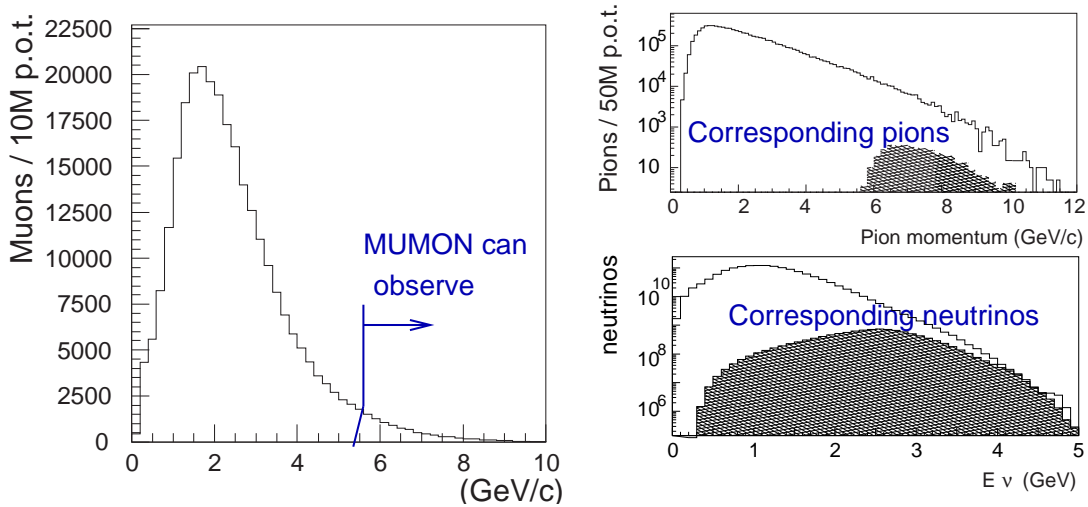 Muons / 10M p.o.t.
22500
20000
17500
15000
12500
10000
7500
5000
2500
0
MUMON can
observe
0 2 4 6 8 10
(GeV/c)
Pions / 50M p.o.t.
10^5
10^4
10^3
10
Corresponding pions
0 2 4 6 8 10 12
Pion momentum (GeV/c)
neutrinos
10^10
10^8
10^6
Corresponding neutrinos
0 1 2 3 4 5
E ν (GeV)